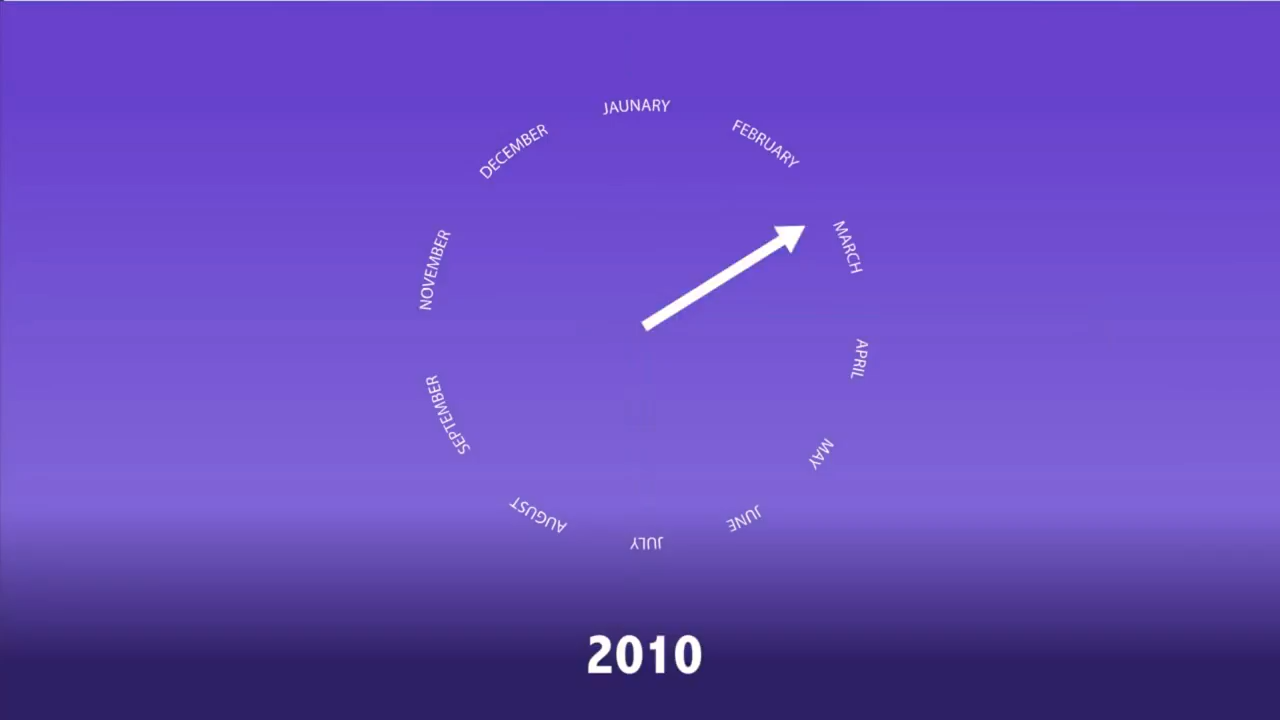 JAUNARY
FEBRUARY
MARCH
APRIL
MAY
JUNE
JULY
AUGUST
SEPTEMBER
NOVEMBER
DECEMBER
2010